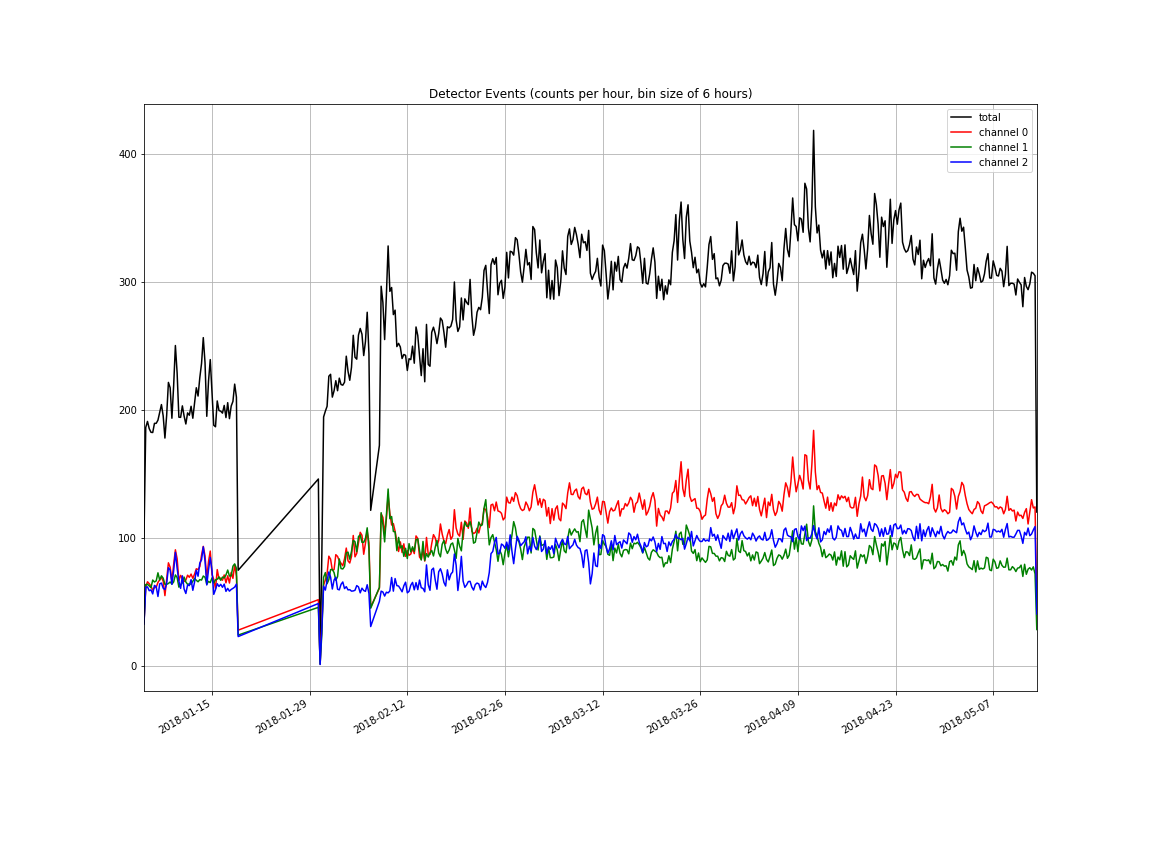 Detector Events (counts per hour, bin size of 6 hours)
total
channel 0
channel 1
channel 2
400
300
200
100
0
2018-01-15
2018-01-29
2018-02-12
2018-02-26
2018-03-12
2018-03-26
2018-04-09
2018-04-23
2018-05-07